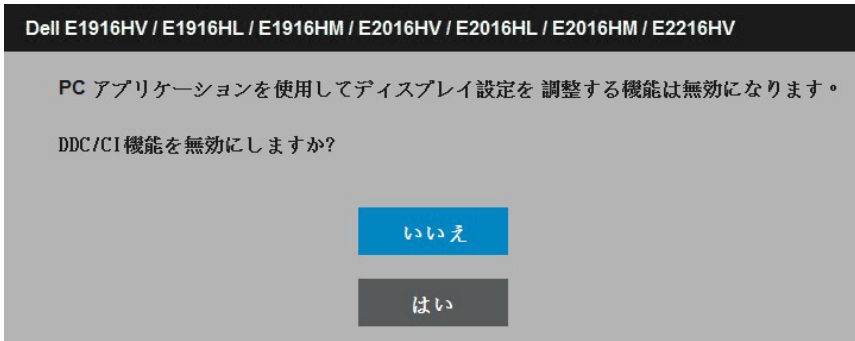 Dell E1916HV / E1916HL / E1916HM / E2016HV / E2016HL / E2016HM / E2216HV
PC アプリケーションを使用してディスプレイ設定を 調整する機能は無効になります。
DDC/CI機能を無効にしますか?
いいえ
はい